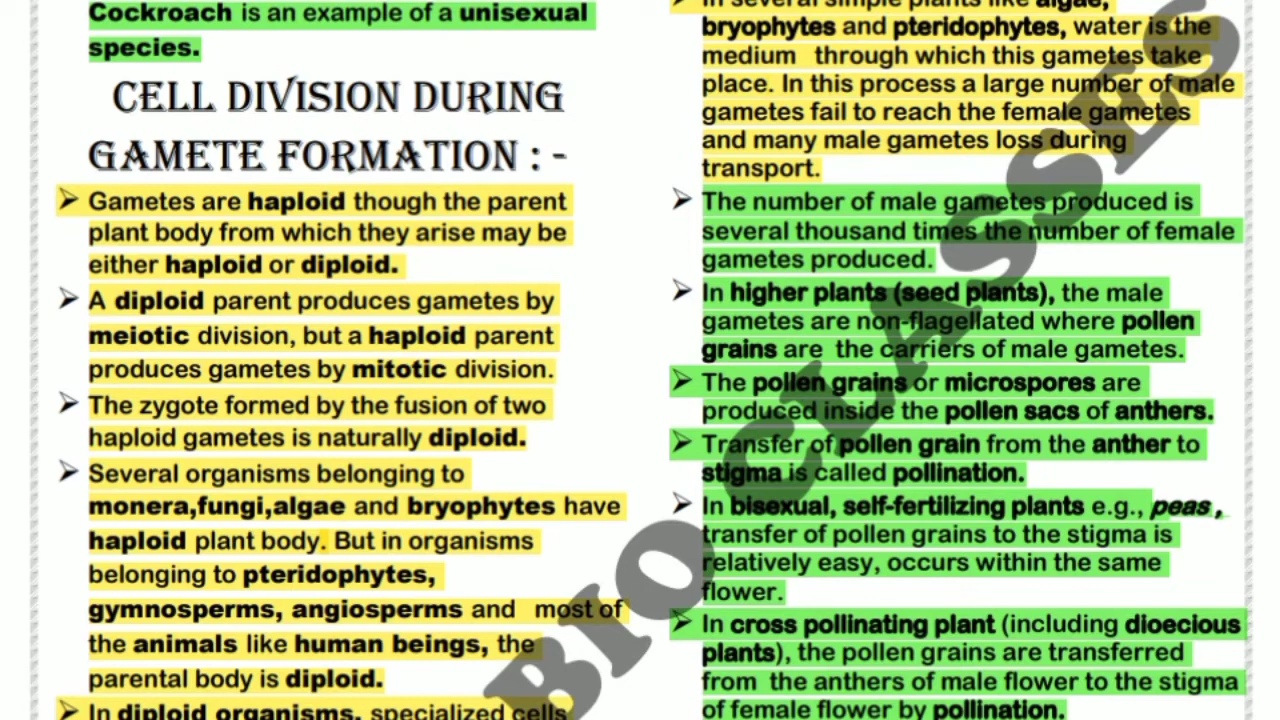 Cockroach is an example of a unisexual
species.
CELL DIVISION DURING
GAMETE FORMATION : -
➢ Gametes are haploid though the parent
plant body from which they arise may be
either haploid or diploid.
➢ A diploid parent produces gametes by
meiotic division, but a haploid parent
produces gametes by mitotic division.
➢ The zygote formed by the fusion of two
haploid gametes is naturally diploid.
➢ Several organisms belonging to
monera,fungi,algae and bryophytes have
haploid plant body. But in organisms
belonging to pteridophytes,
gymnosperms, angiosperms and most of
the animals like human beings, the
parental body is diploid.
➢ In diploid organisms, specialized cells
➢ In several simple plants like algae,
bryophytes and pteridophytes, water is the
medium through which this gametes take
place. In this process a large number of male
gametes fail to reach the female gametes
and many male gametes loss during
transport.
➢ The number of male gametes produced is
several thousand times the number of female
gametes produced.
➢ In higher plants (seed plants), the male
gametes are non-flagellated where pollen
grains are the carriers of male gametes.
➢ The pollen grains or microspores are
produced inside the pollen sacs of anthers.
➢ Transfer of pollen grain from the anther to
stigma is called pollination.
➢ In bisexual, self-fertilizing plants e.g., peas ,
transfer of pollen grains to the stigma is
relatively easy, occurs within the same
flower.
➢ In cross pollinating plant (including dioecious
plants), the pollen grains are transferred
from the anthers of male flower to the stigma
of female flower by pollination.
BIO CLASSES